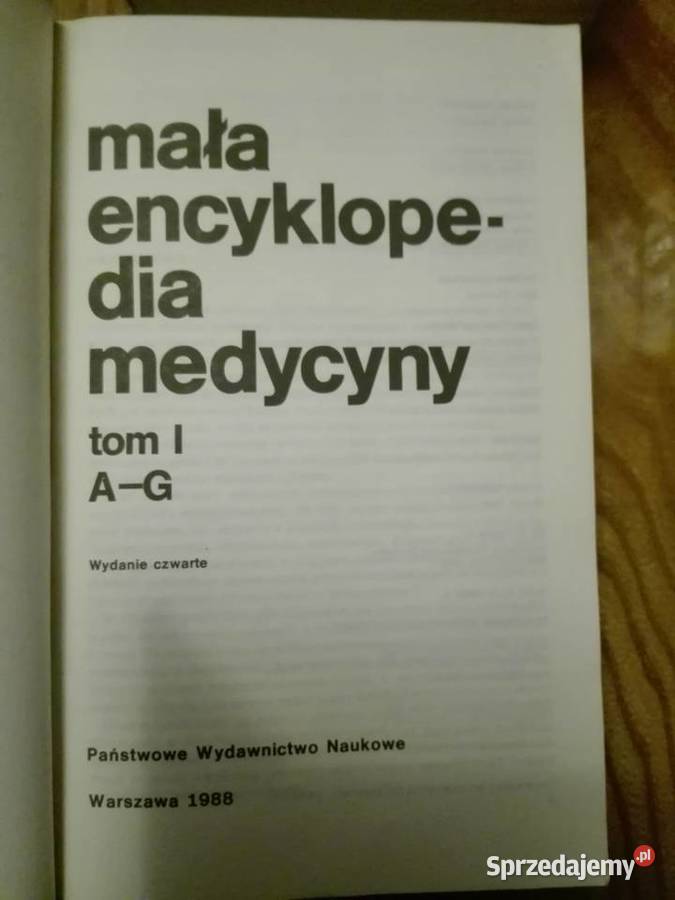 mała
encyklope-
dia
medycyny
tom I
A—G
Wydanie czwarte
Państwowe Wydawnictwo Naukowe
Warszawa 1988
Sprzedajemy.pl